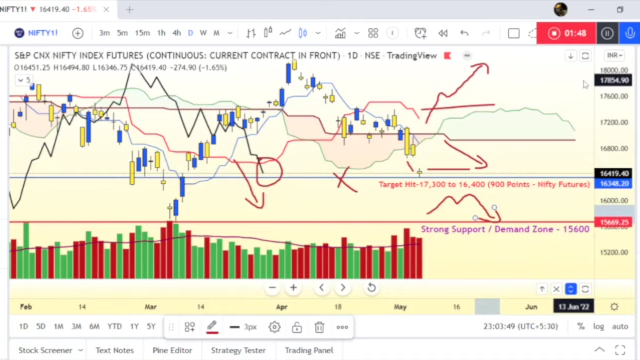 NIFTY1! ▼ 16419.40 −1.65%
01:48
NIFTY1! 3m 5m 15m 1h 4h D W M
S&P CNX NIFTY INDEX FUTURES (CONTINUOUS: CURRENT CONTRACT IN FRONT) · 1D · NSE · TradingView
INR
O16451.25 H16494.80 L16346.75 C16419.40 −274.90 (−1.65%)
5
18000.00
17854.90
17600.00
17200.00
16800.00
16419.40
16348.20
Target Hit-17,300 to 16,400 (900 Points - Nifty Futures)
15669.25
Strong Support / Demand Zone - 15600
15200.00
Feb 14 Mar 14 Apr 18 May 16 Jun 13 Jun '22
1D 5D 1M 3M 6M YTD 1Y 5Y
3px
23:03:49 (UTC+5:30)
% log auto
Stock Screener Text Notes Pine Editor Strategy Tester Trading Panel